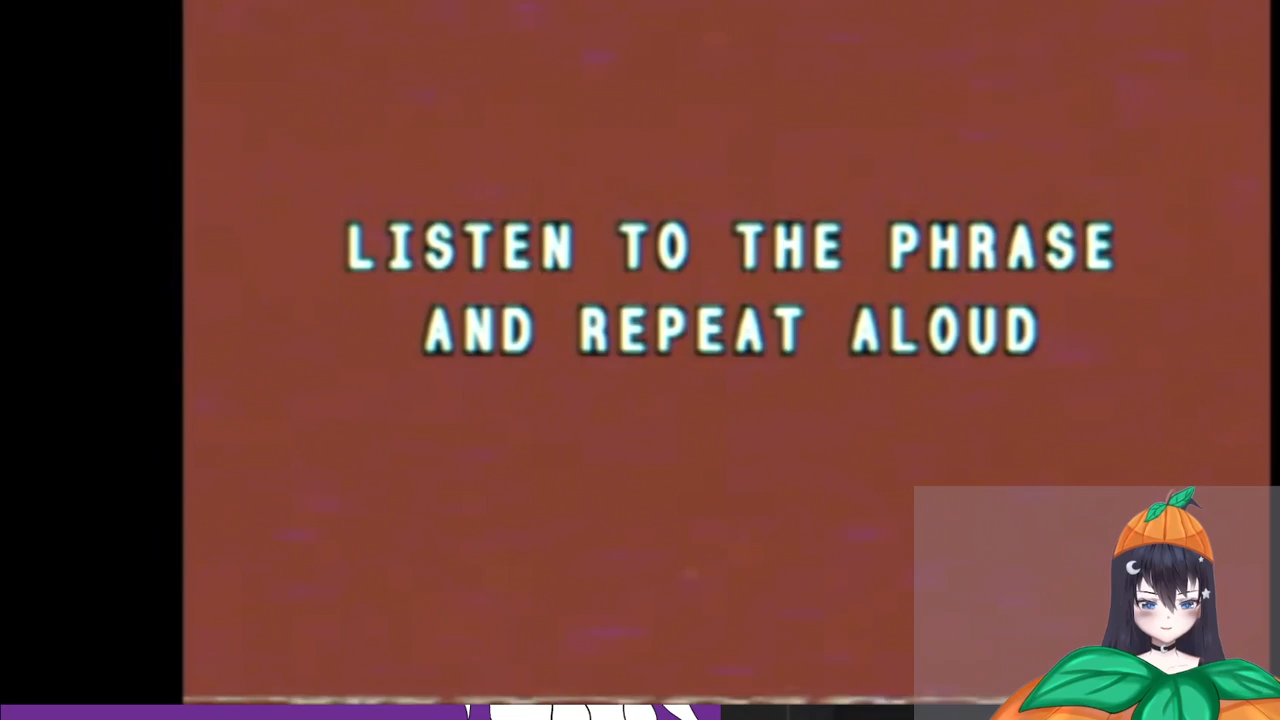 LISTEN TO THE PHRASE
AND REPEAT ALOUD